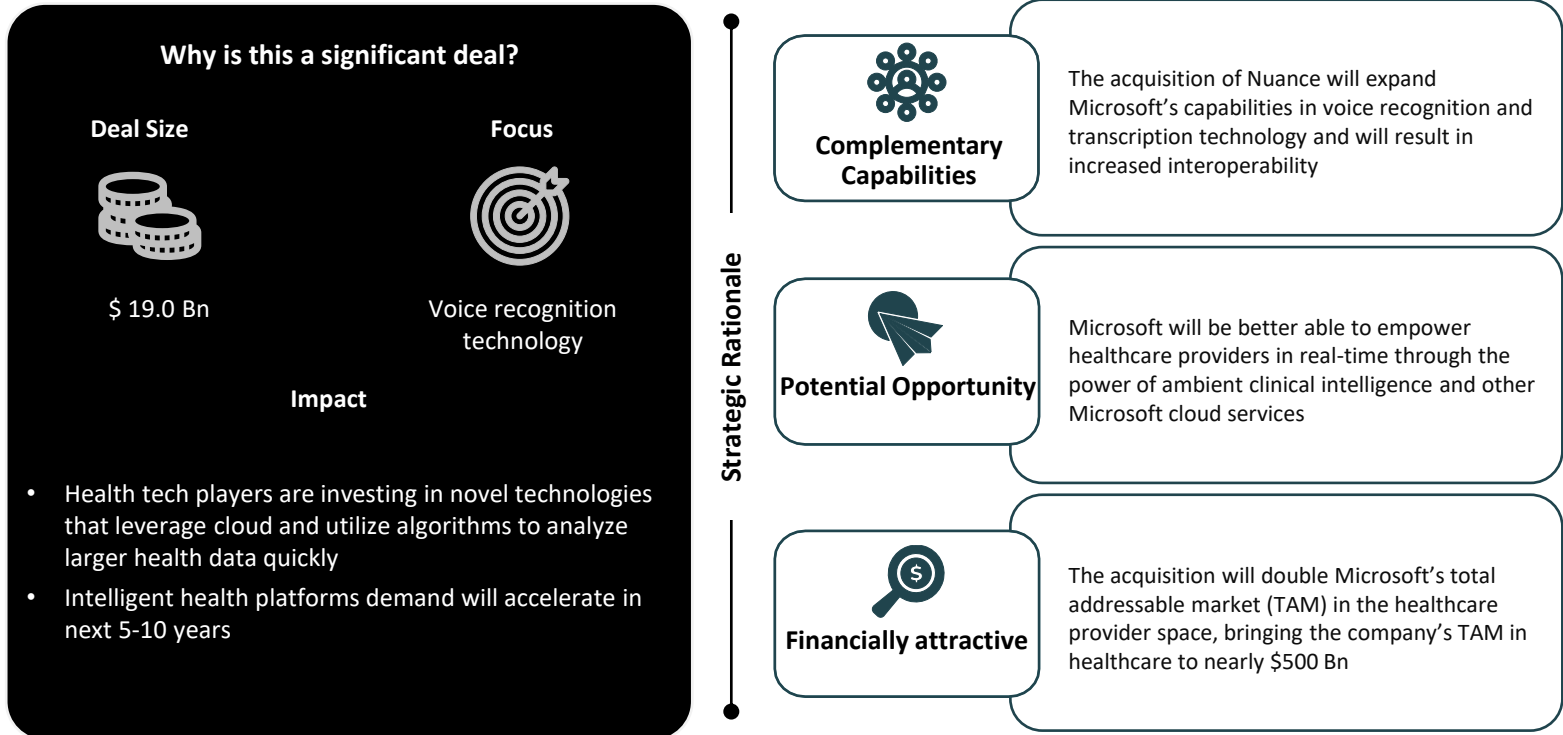 Why is this a significant deal?
Deal Size
Focus
$ 19.0 Bn
Voice recognition
technology
Impact
• Health tech players are investing in novel technologies
that leverage cloud and utilize algorithms to analyze
larger health data quickly
• Intelligent health platforms demand will accelerate in
next 5-10 years
Strategic Rationale
Complementary
Capabilities
The acquisition of Nuance will expand
Microsoft’s capabilities in voice recognition and
transcription technology and will result in
increased interoperability
Potential Opportunity
Microsoft will be better able to empower
healthcare providers in real-time through the
power of ambient clinical intelligence and other
Microsoft cloud services
$
Financially attractive
The acquisition will double Microsoft’s total
addressable market (TAM) in the healthcare
provider space, bringing the company’s TAM in
healthcare to nearly $500 Bn